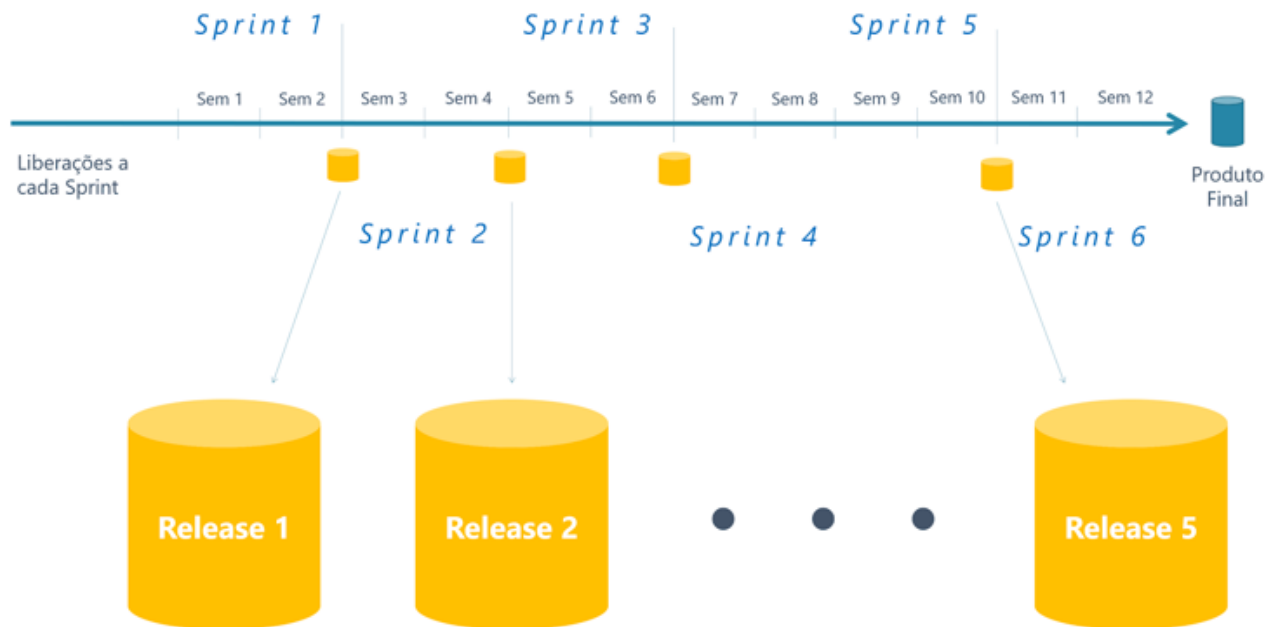 Sprint 1
Sprint 3
Sprint 5
Sem 1
Sem 2
Sem 3
Sem 4
Sem 5
Sem 6
Sem 7
Sem 8
Sem 9
Sem 10
Sem 11
Sem 12
Liberações a
cada Sprint
Produto
Final
Sprint 2
Sprint 4
Sprint 6
Release 1
Release 2
Release 5